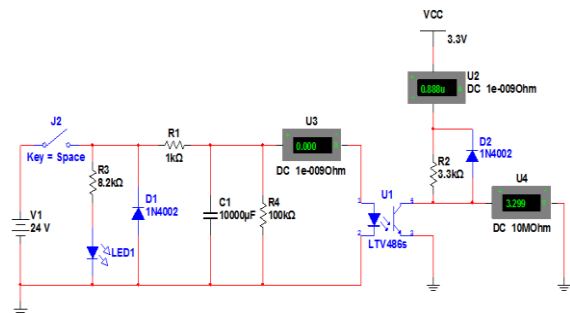 VCC
3.3V
U2
0.888u
DC 1e-009Ohm
J2
Key = Space
R1
1kΩ
U3
0.000
DC 1e-009Ohm
D2
1N4002
R3
8.2kΩ
D1
1N4002
R2
3.3kΩ
U4
3.299
DC 10MOhm
V1
24 V
C1
10000µF
R4
100kΩ
U1
1
4
2
3
LTV486s
LED1